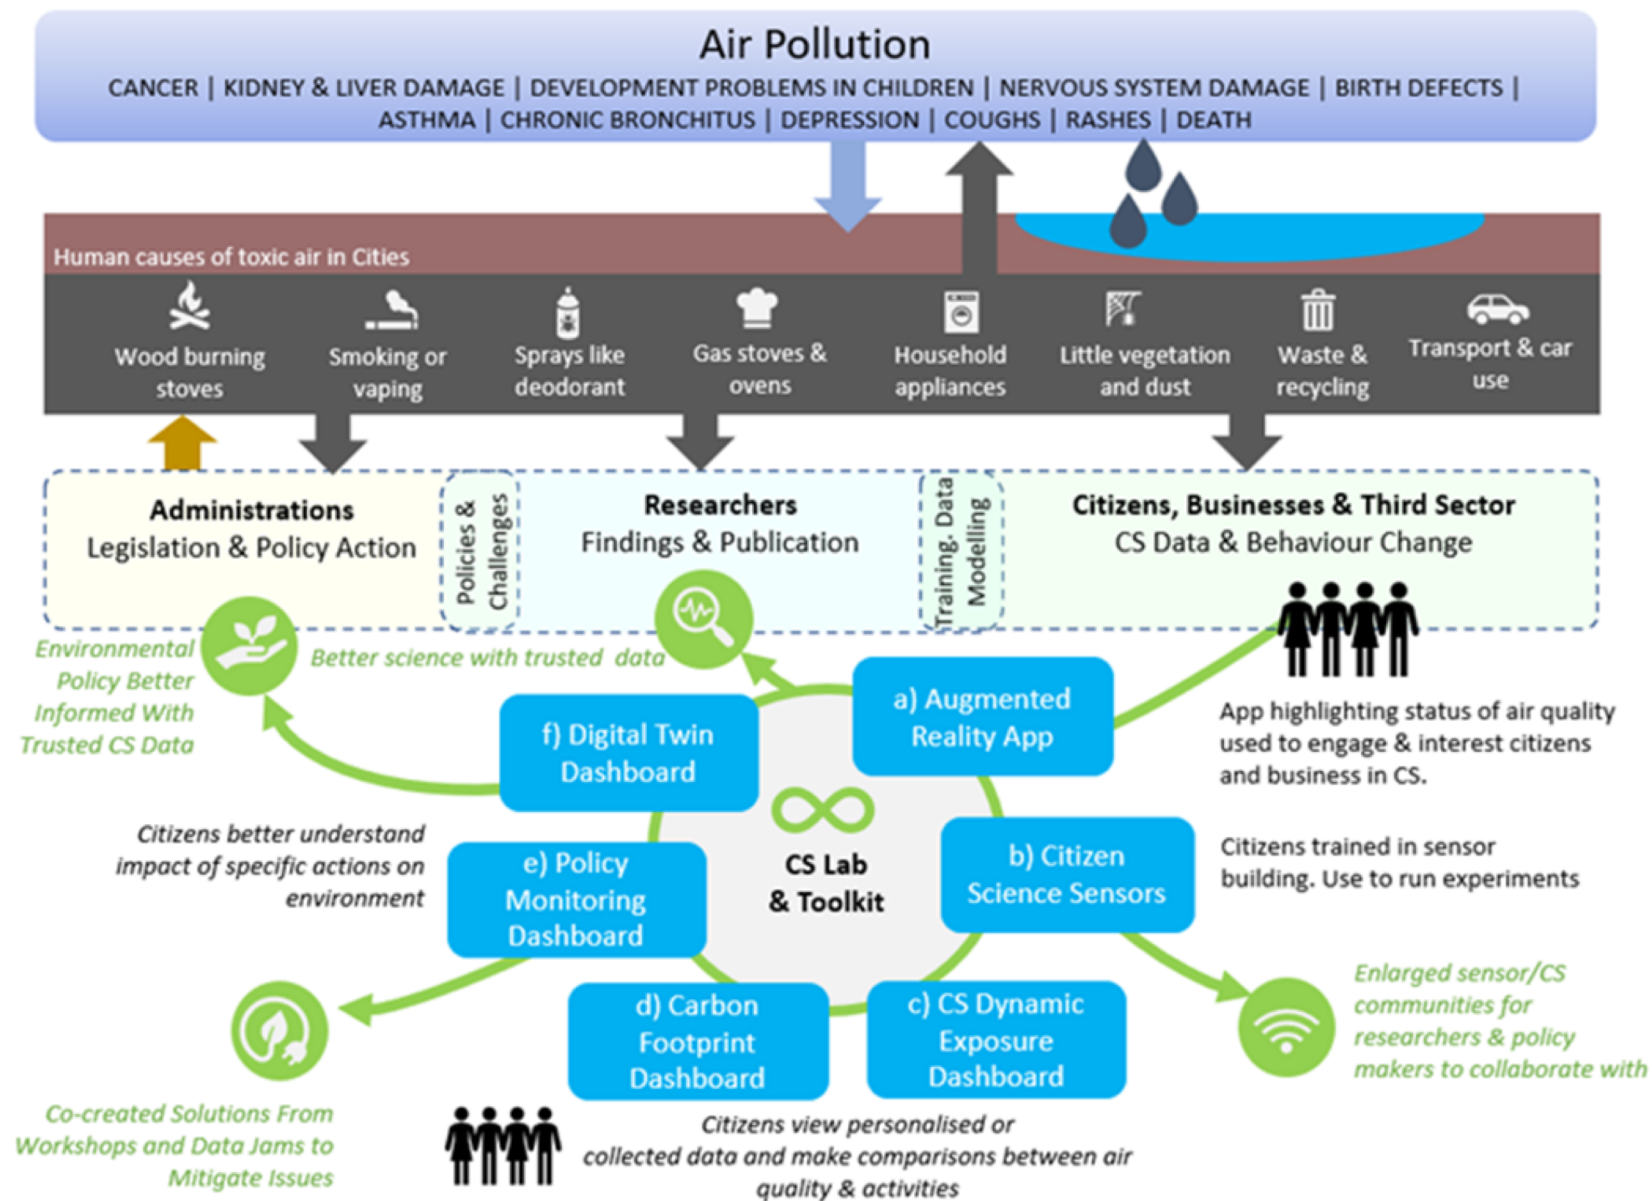 Air Pollution
CANCER | KIDNEY & LIVER DAMAGE | DEVELOPMENT PROBLEMS IN CHILDREN | NERVOUS SYSTEM DAMAGE | BIRTH DEFECTS |
ASTHMA | CHRONIC BRONCHITUS | DEPRESSION | COUGHS | RASHES | DEATH
Human causes of toxic air in Cities
Wood burning
stoves
Smoking or
vaping
Sprays like
deodorant
Gas stoves &
ovens
Household
appliances
Little vegetation
and dust
Waste &
recycling
Transport & car
use
Administrations
Legislation & Policy Action
Policies &
Challenges
Researchers
Findings & Publication
Training. Data
Modelling
Citizens, Businesses & Third Sector
CS Data & Behaviour Change
Environmental
Policy Better
Informed With
Trusted CS Data
Better science with trusted data
a) Augmented
Reality App
App highlighting status of air quality
used to engage & interest citizens
and business in CS.
f) Digital Twin
Dashboard
Citizens better understand
impact of specific actions on
environment
e) Policy
Monitoring
Dashboard
CS Lab
& Toolkit
b) Citizen
Science Sensors
Citizens trained in sensor
building. Use to run experiments
d) Carbon
Footprint
Dashboard
c) CS Dynamic
Exposure
Dashboard
Enlarged sensor/CS
communities for
researchers & policy
makers to collaborate with
Co-created Solutions From
Workshops and Data Jams to
Mitigate Issues
Citizens view personalised or
collected data and make comparisons between air
quality & activities